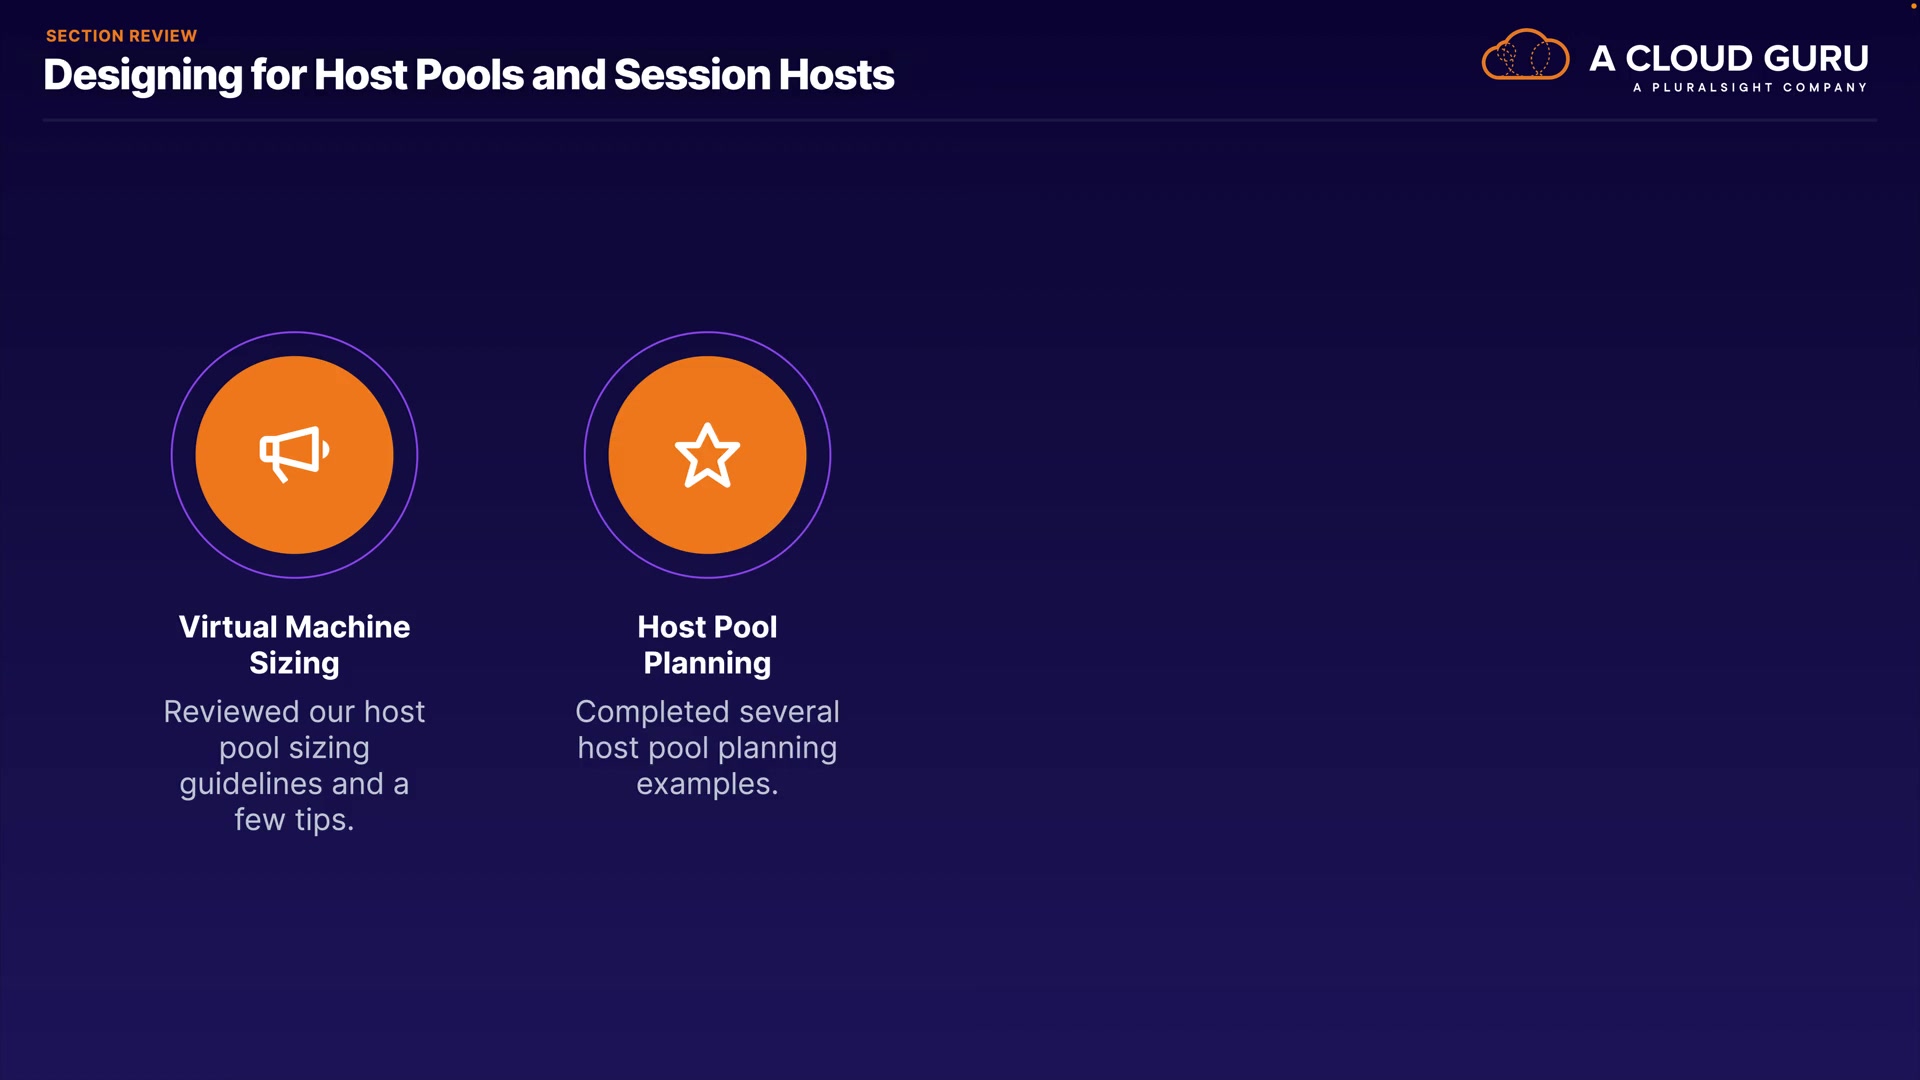 SECTION REVIEW
Designing for Host Pools and Session Hosts
A CLOUD GURU
A PLURALSIGHT COMPANY
Virtual Machine
Sizing
Reviewed our host
pool sizing
guidelines and a
few tips.
Host Pool
Planning
Completed several
host pool planning
examples.